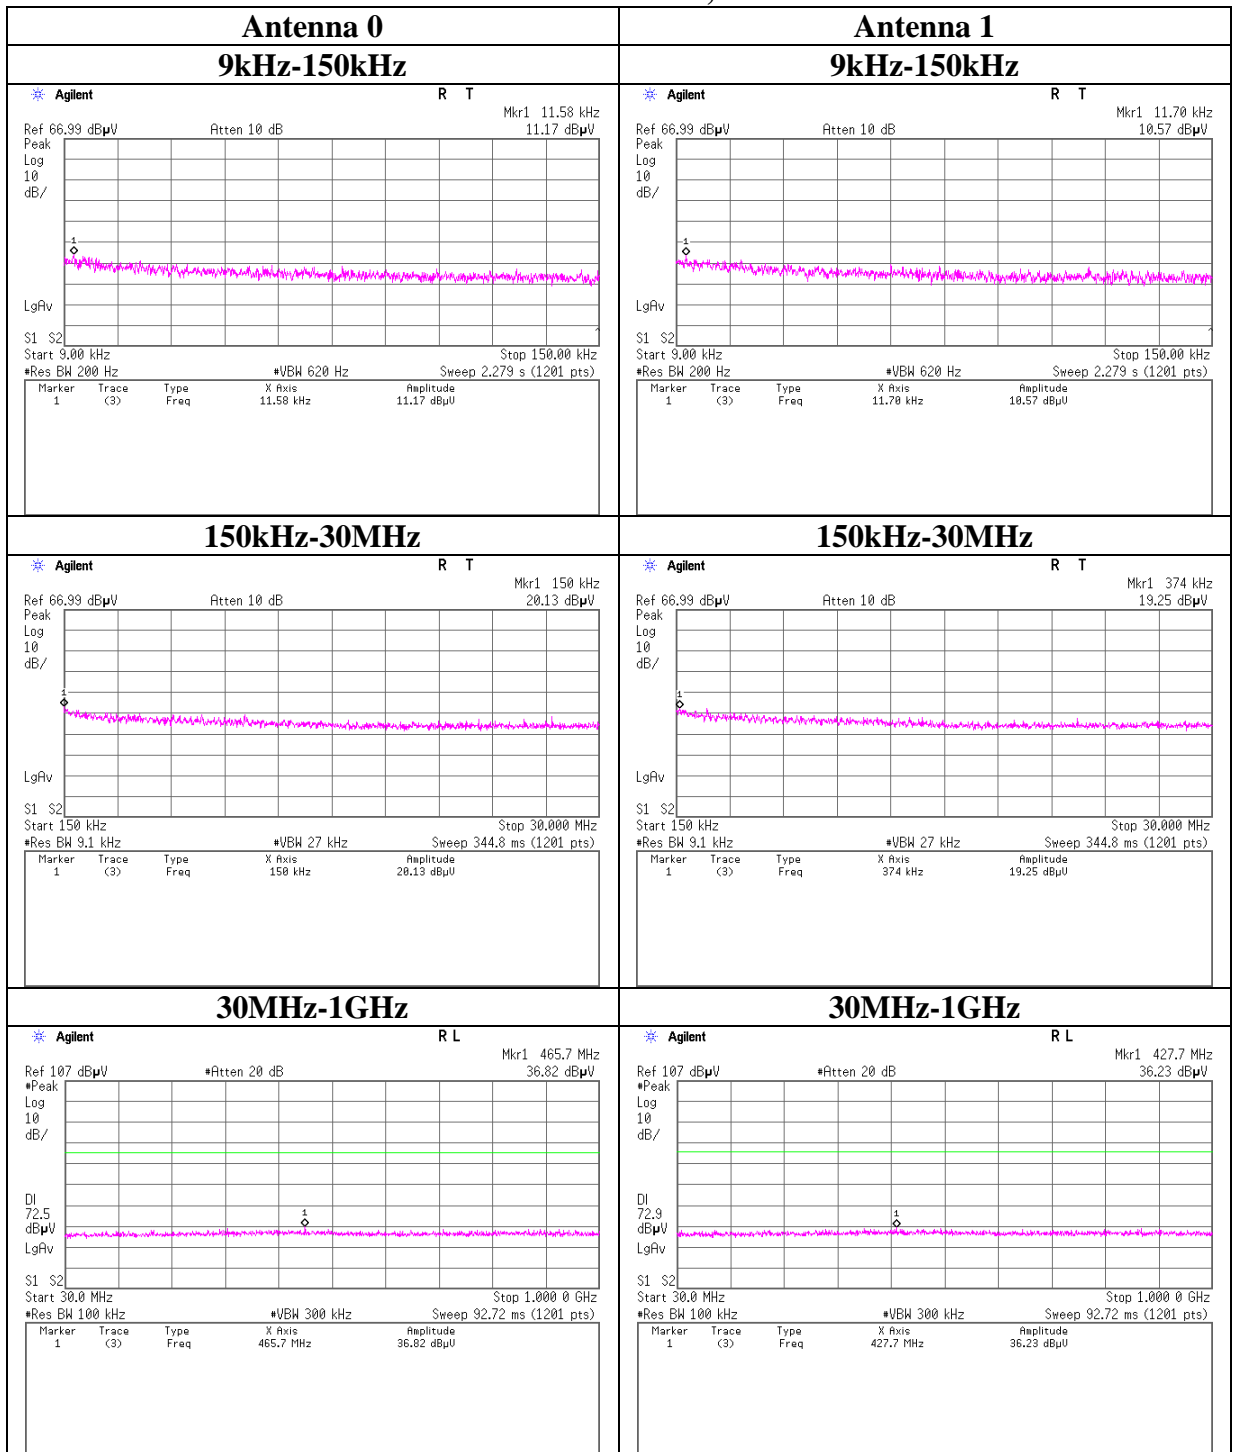 Antenna 0
Antenna 1
9kHz-150kHz
9kHz-150kHz
Agilent
R T
Mkr1 11.58 kHz
Ref 66.99 dBµV
Atten 10 dB
11.17 dBµV
Peak
Log
10
dB/
1
LgAv
S1 S2
Start 9.00 kHz
Stop 150.00 kHz
#Res BW 200 Hz
#VBW 620 Hz
Sweep 2.279 s (1201 pts)
Marker Trace Type X Axis Amplitude
1 (3) Freq 11.58 kHz 11.17 dBµV
Agilent
R T
Mkr1 11.70 kHz
Ref 66.99 dBµV
Atten 10 dB
10.57 dBµV
Peak
Log
10
dB/
1
LgAv
S1 S2
Start 9.00 kHz
Stop 150.00 kHz
#Res BW 200 Hz
#VBW 620 Hz
Sweep 2.279 s (1201 pts)
Marker Trace Type X Axis Amplitude
1 (3) Freq 11.70 kHz 10.57 dBµV
150kHz-30MHz
150kHz-30MHz
Agilent
R T
Mkr1 150 kHz
Ref 66.99 dBµV
Atten 10 dB
20.13 dBµV
Peak
Log
10
dB/
1
LgAv
S1 S2
Start 150 kHz
Stop 30.000 MHz
#Res BW 9.1 kHz
#VBW 27 kHz
Sweep 344.8 ms (1201 pts)
Marker Trace Type X Axis Amplitude
1 (3) Freq 150 kHz 20.13 dBµV
Agilent
R T
Mkr1 374 kHz
Ref 66.99 dBµV
Atten 10 dB
19.25 dBµV
Peak
Log
10
dB/
1
LgAv
S1 S2
Start 150 kHz
Stop 30.000 MHz
#Res BW 9.1 kHz
#VBW 27 kHz
Sweep 344.8 ms (1201 pts)
Marker Trace Type X Axis Amplitude
1 (3) Freq 374 kHz 19.25 dBµV
30MHz-1GHz
30MHz-1GHz
Agilent
R L
Mkr1 465.7 MHz
Ref 107 dBµV
#Atten 20 dB
36.82 dBµV
#Peak
Log
10
dB/
DI
72.5
dBµV
1
LgAv
S1 S2
Start 30.0 MHz
Stop 1.000 0 GHz
#Res BW 100 kHz
#VBW 300 kHz
Sweep 92.72 ms (1201 pts)
Marker Trace Type X Axis Amplitude
1 (3) Freq 465.7 MHz 36.82 dBµV
Agilent
R L
Mkr1 427.7 MHz
Ref 107 dBµV
#Atten 20 dB
36.23 dBµV
#Peak
Log
10
dB/
DI
72.9
dBµV
1
LgAv
S1 S2
Start 30.0 MHz
Stop 1.000 0 GHz
#Res BW 100 kHz
#VBW 300 kHz
Sweep 92.72 ms (1201 pts)
Marker Trace Type X Axis Amplitude
1 (3) Freq 427.7 MHz 36.23 dBµV